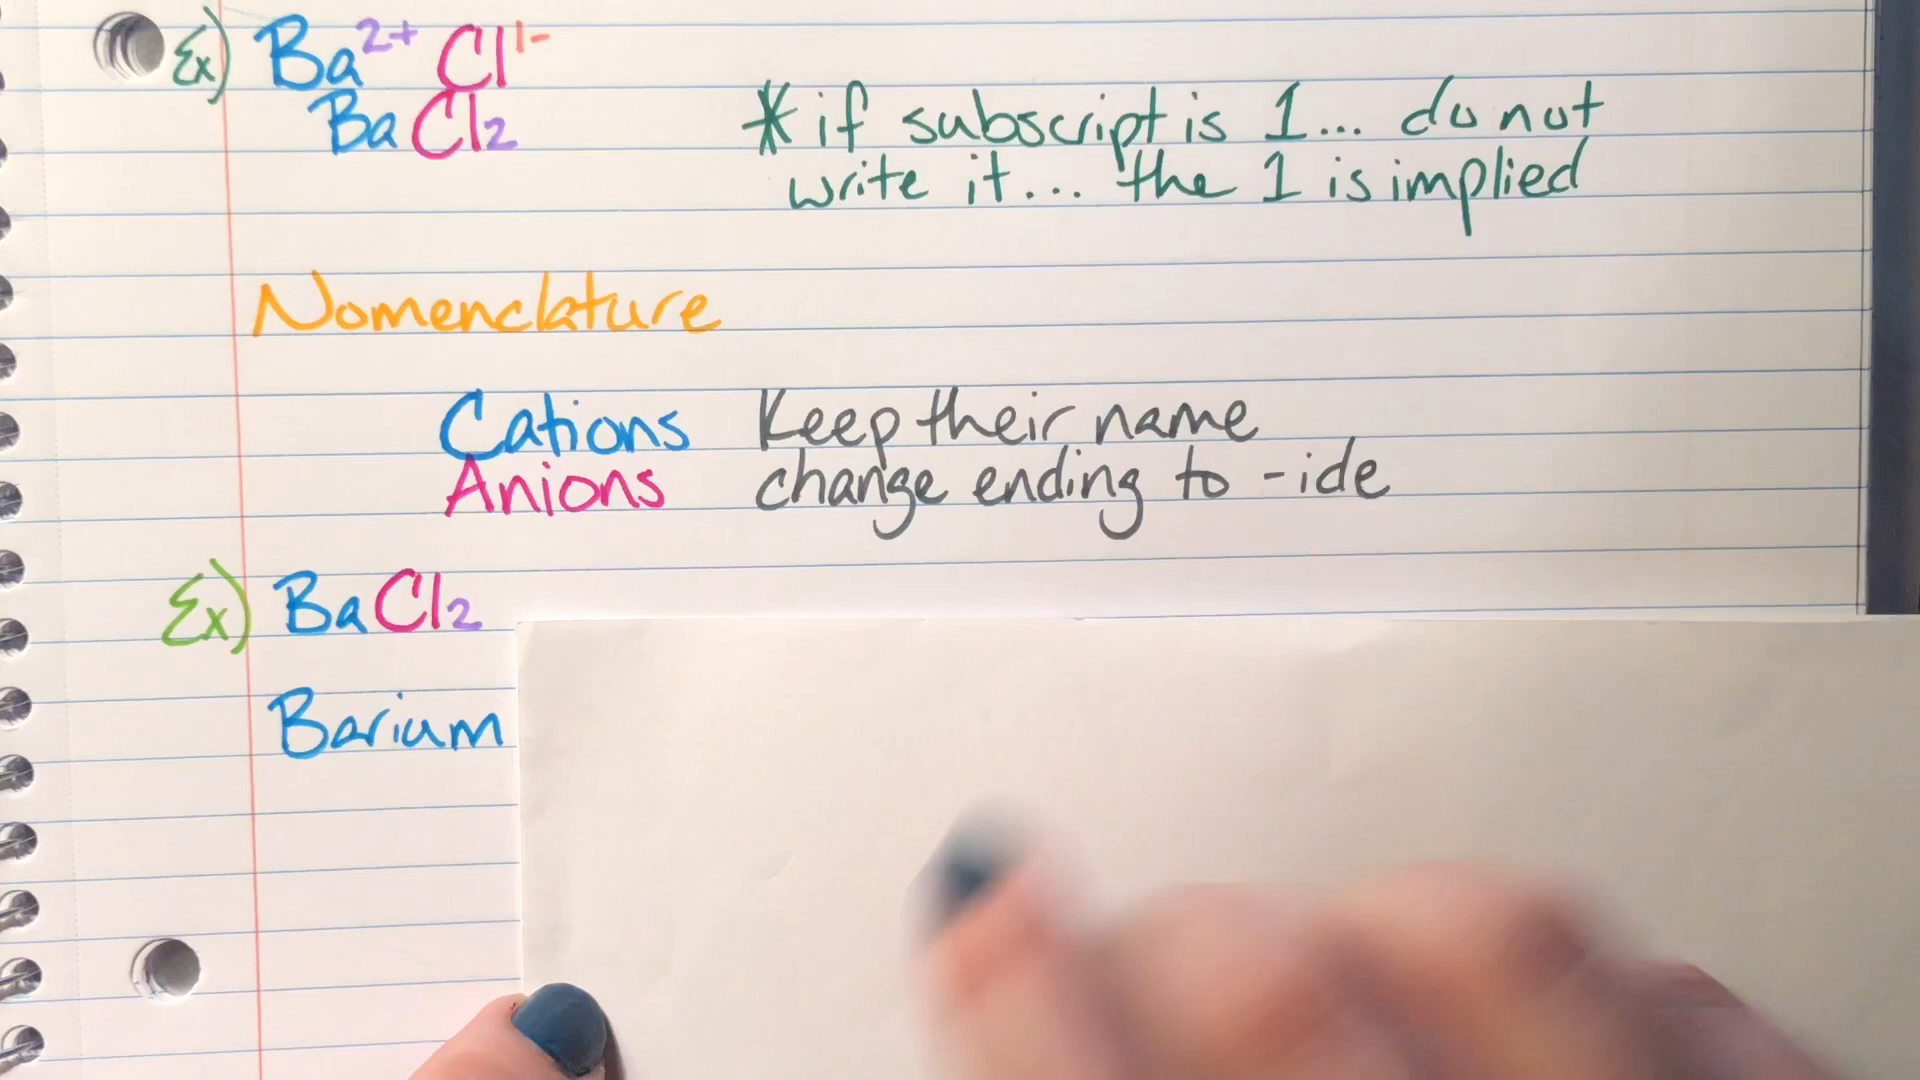 Ex) Ba2+ Cl1-
BaCl2
* if subscript is 1... do not
write it... the 1 is implied
Nomenclature
Cations Keep their name
Anions change ending to -ide
Ex) BaCl2
Barium